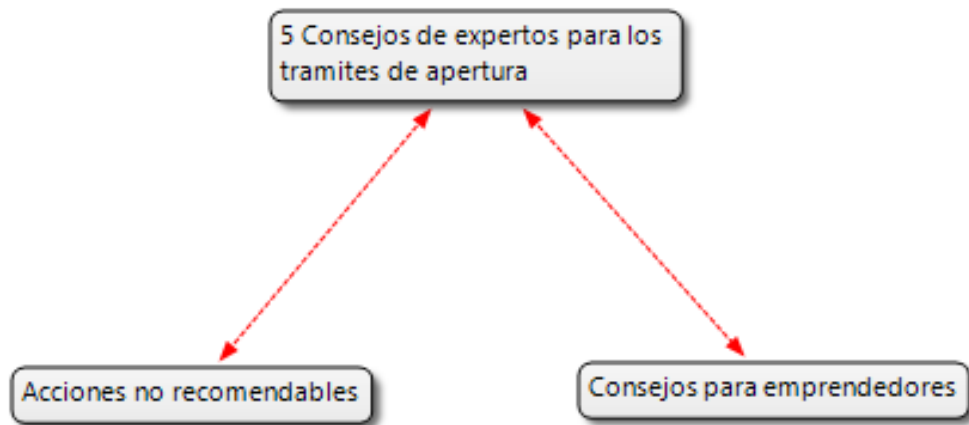 5 Consejos de expertos para los
tramites de apertura
Acciones no recomendables
Consejos para emprendedores